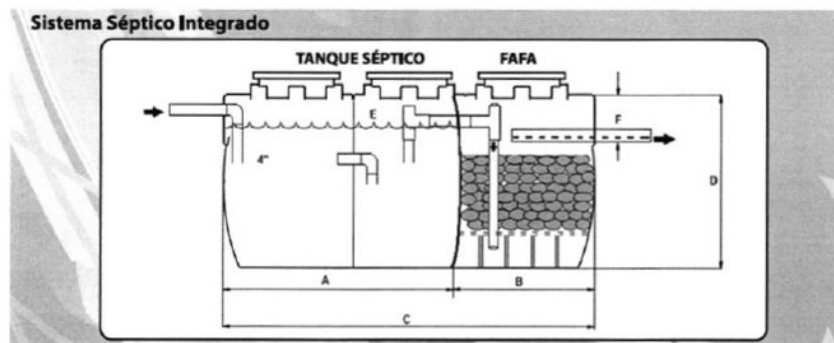 Sistema Séptico Integrado
TANQUE SÉPTICO FAFA
E
F
4"
D
A
B
C